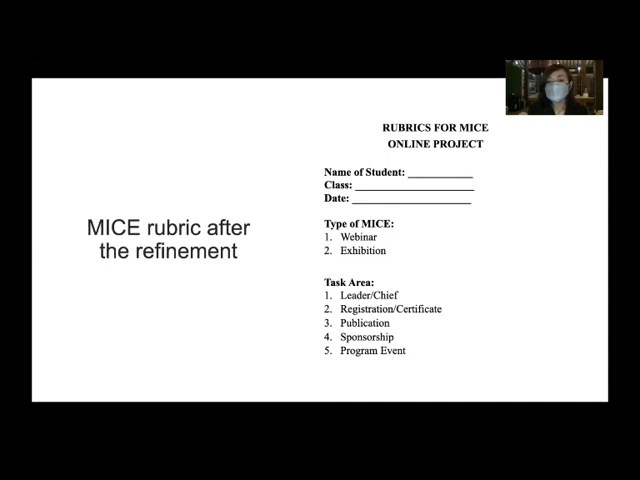 MICE rubric after
the refinement
RUBRICS FOR MICE
ONLINE PROJECT
Name of Student: ____________
Class: ______________________
Date: ______________________
Type of MICE:
1. Webinar
2. Exhibition
Task Area:
1. Leader/Chief
2. Registration/Certificate
3. Publication
4. Sponsorship
5. Program Event